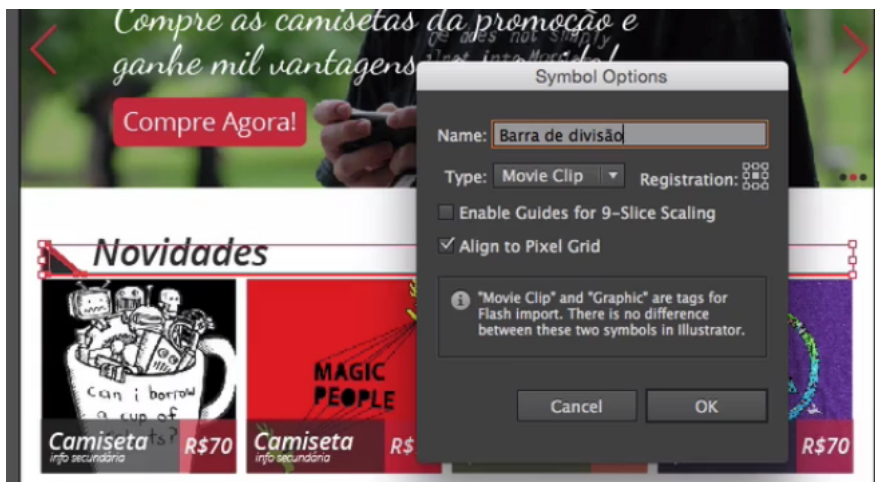 Compre as camisetas da promoção e
ganhe mil vantagens
Compre Agora!
Symbol Options
Name: Barra de divisão
Type: Movie Clip
Registration:
Enable Guides for 9-Slice Scaling
Align to Pixel Grid
"Movie Clip" and "Graphic" are tags for
Flash import. There is no difference
between these two symbols in Illustrator.
Cancel
OK
Novidades
can i borrow
a cup of
MAGIC
PEOPLE
Camiseta
info secundária
R$70
Camiseta
info secundária
R$
R$70